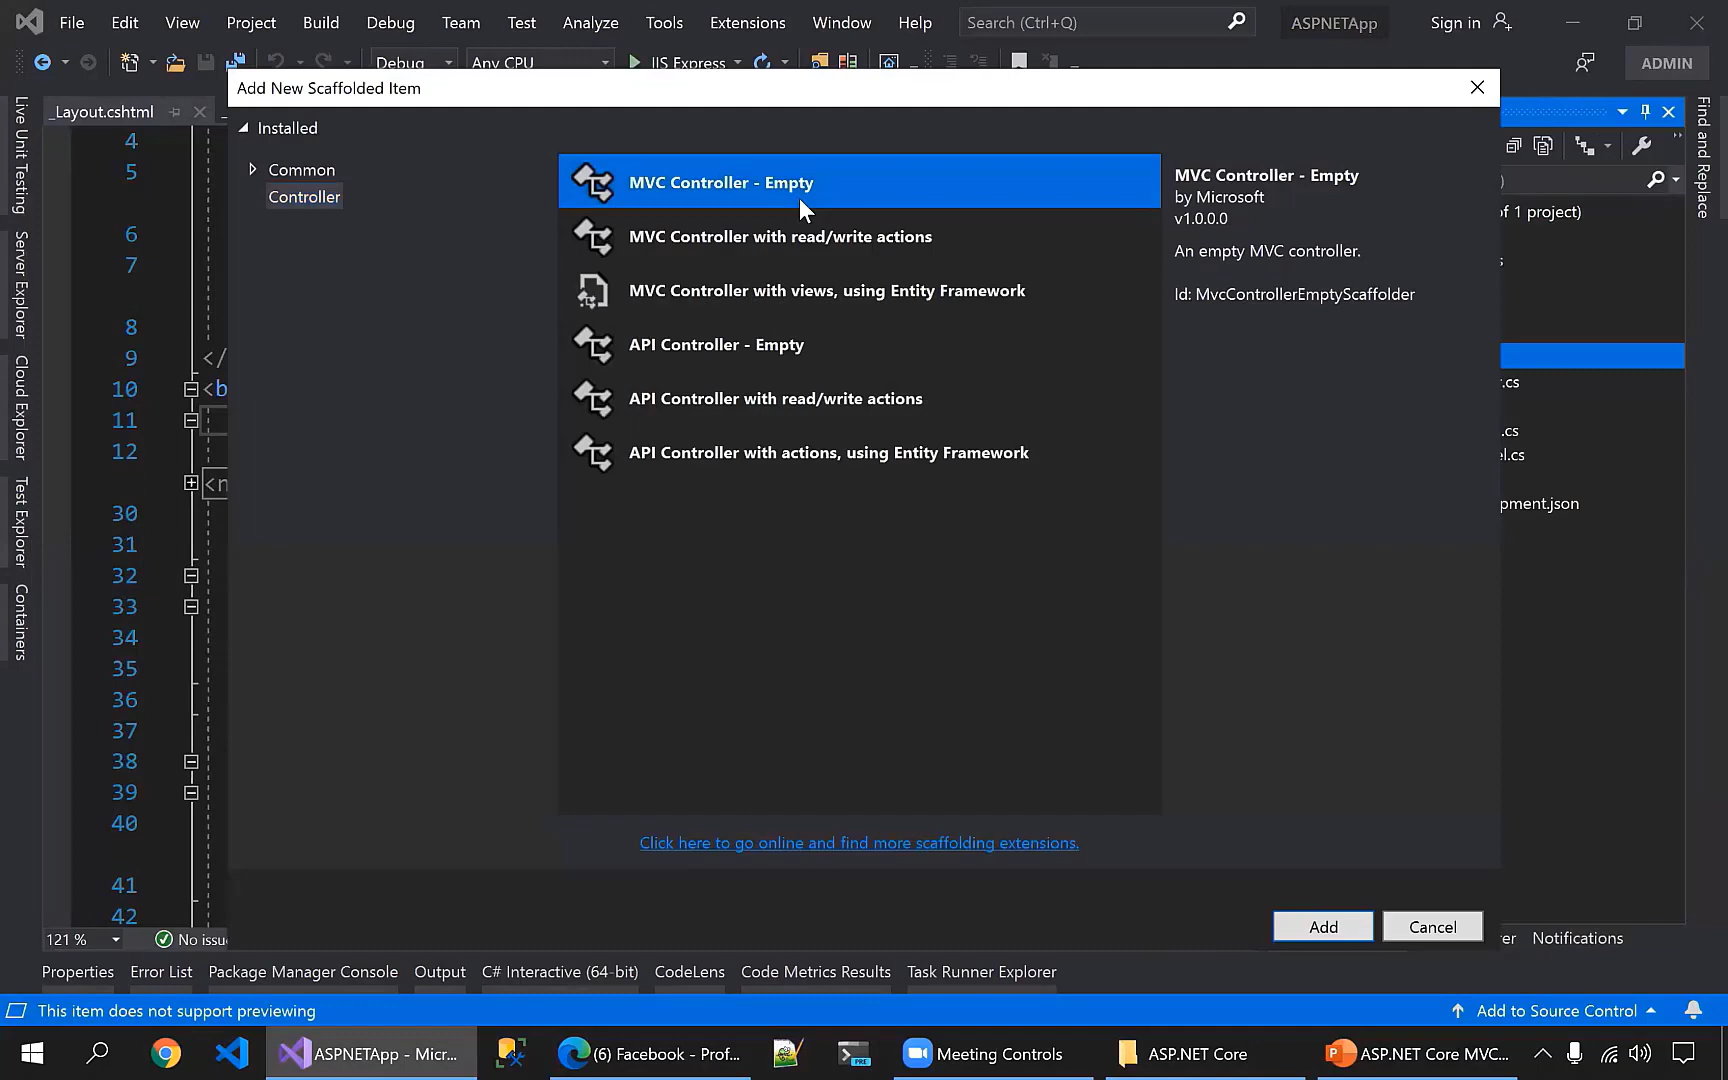 File Edit View Project Build Debug Team Test Analyze Tools Extensions Window Help Search (Ctrl+Q) ASPNETApp Sign in
Debug Any CPU IIS Express ADMIN
Add New Scaffolded Item
_Layout.cshtml
Installed
Common
Controller
MVC Controller - Empty
MVC Controller with read/write actions
MVC Controller with views, using Entity Framework
API Controller - Empty
API Controller with read/write actions
API Controller with actions, using Entity Framework
MVC Controller - Empty
by Microsoft
v1.0.0.0
An empty MVC controller.
Id: MvcControllerEmptyScaffolder
Click here to go online and find more scaffolding extensions.
Add Cancel
Live Unit Testing
Server Explorer
Cloud Explorer
Test Explorer
Containers
Find and Replace
4
5
6
7
8
9 </
10 <b
11
12
<n
30
31
32
33
34
35
36
37
38
39
40
41
42
)
of 1 project)
s
r.cs
.cs
el.cs
pment.json
121 % No issu
er Notifications
Properties Error List Package Manager Console Output C# Interactive (64-bit) CodeLens Code Metrics Results Task Runner Explorer
This item does not support previewing Add to Source Control
ASPNETApp - Micr... (6) Facebook - Prof... PRE Meeting Controls ASP.NET Core ASP.NET Core MVC...